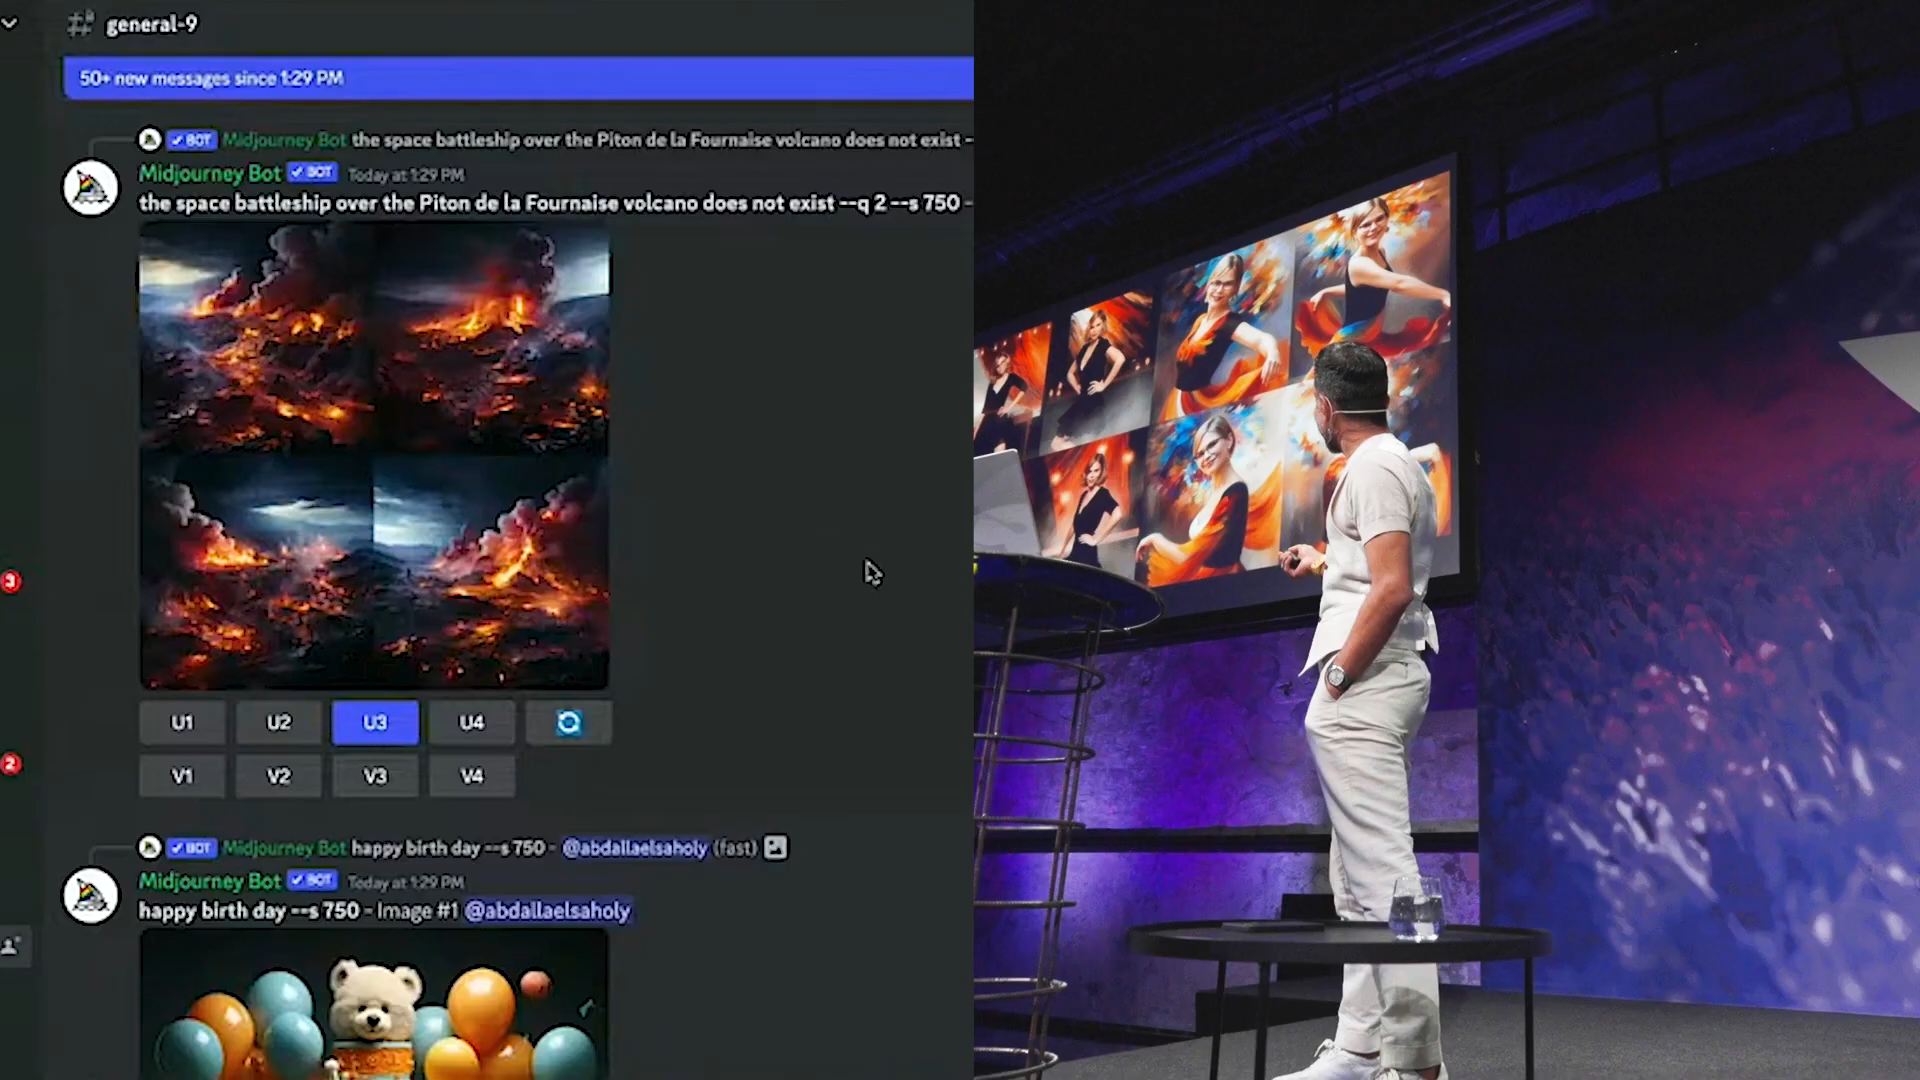 general-9
50+ new messages since 1:29 PM
BOT Midjourney Bot the space battleship over the Piton de la Fournaise volcano does not exist -
Midjourney Bot BOT Today at 1:29 PM
the space battleship over the Piton de la Fournaise volcano does not exist --q 2 --s 750 -
U1 U2 U3 U4
V1 V2 V3 V4
3
2
BOT Midjourney Bot happy birth day --s 750 - @abdallaelsaholy (fast)
Midjourney Bot BOT Today at 1:29 PM
happy birth day --s 750 - Image #1 @abdallaelsaholy